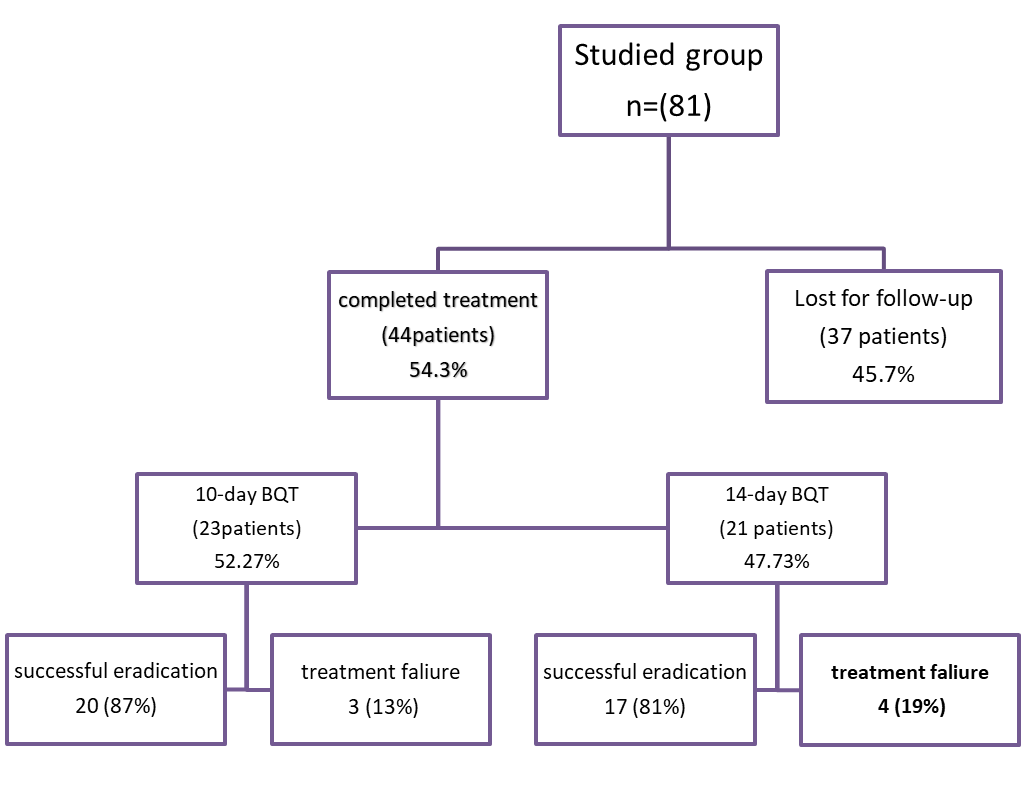 Studied group
n=(81)
completed treatment
(44patients)
54.3%
Lost for follow-up
(37 patients)
45.7%
10-day BQT
(23patients)
52.27%
14-day BQT
(21 patients)
47.73%
successful eradication
20 (87%)
treatment faliure
3 (13%)
successful eradication
17 (81%)
treatment faliure
4 (19%)